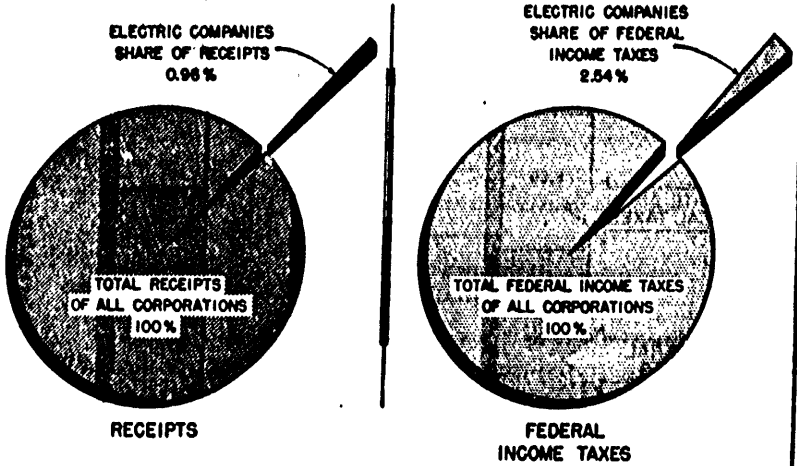 ELECTRIC COMPANIES
SHARE OF RECEIPTS
0.96%
TOTAL RECEIPTS
OF ALL CORPORATIONS
100%
RECEIPTS
ELECTRIC COMPANIES
SHARE OF FEDERAL
INCOME TAXES
2.54%
TOTAL FEDERAL INCOME TAXES
OF ALL CORPORATIONS
100%
FEDERAL
INCOME TAXES